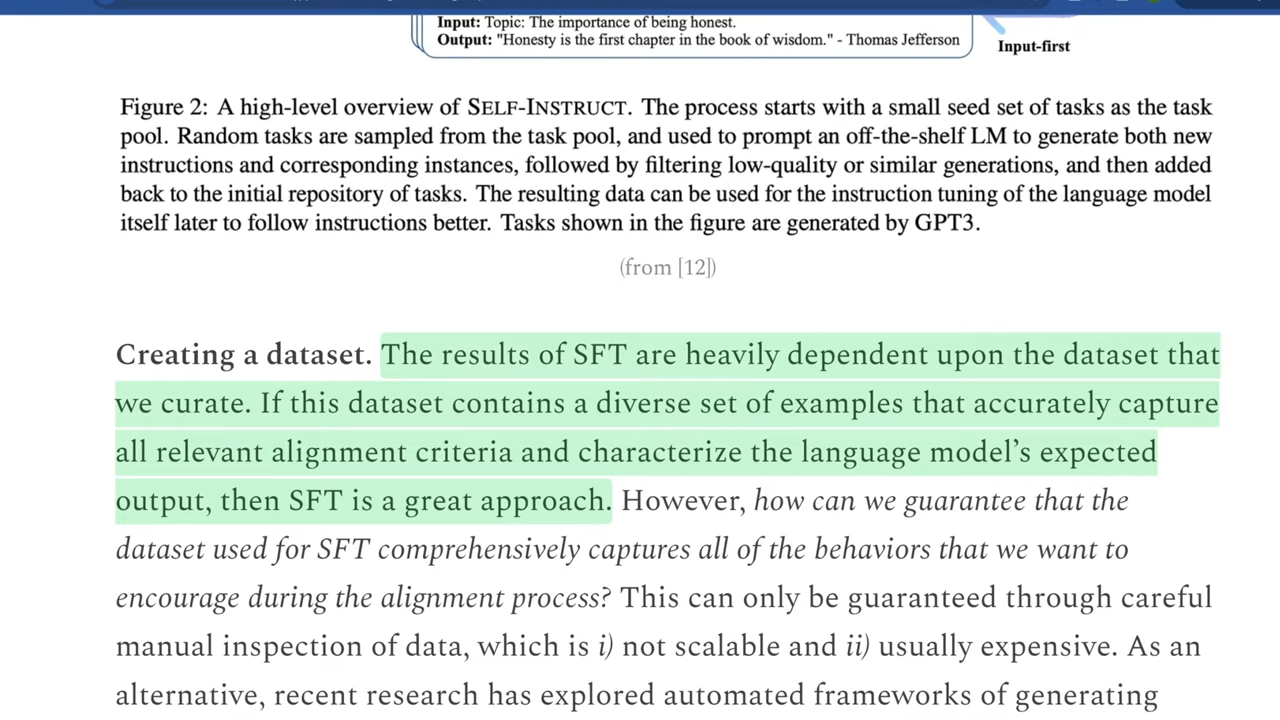 Input: Topic: The importance of being honest.
Output: "Honesty is the first chapter in the book of wisdom." - Thomas Jefferson
Input-first
Figure 2: A high-level overview of SELF-INSTRUCT. The process starts with a small seed set of tasks as the task
pool. Random tasks are sampled from the task pool, and used to prompt an off-the-shelf LM to generate both new
instructions and corresponding instances, followed by filtering low-quality or similar generations, and then added
back to the initial repository of tasks. The resulting data can be used for the instruction tuning of the language model
itself later to follow instructions better. Tasks shown in the figure are generated by GPT3.
(from [12])
Creating a dataset. The results of SFT are heavily dependent upon the dataset that
we curate. If this dataset contains a diverse set of examples that accurately capture
all relevant alignment criteria and characterize the language model’s expected
output, then SFT is a great approach. However, how can we guarantee that the
dataset used for SFT comprehensively captures all of the behaviors that we want to
encourage during the alignment process? This can only be guaranteed through careful
manual inspection of data, which is i) not scalable and ii) usually expensive. As an
alternative, recent research has explored automated frameworks of generating